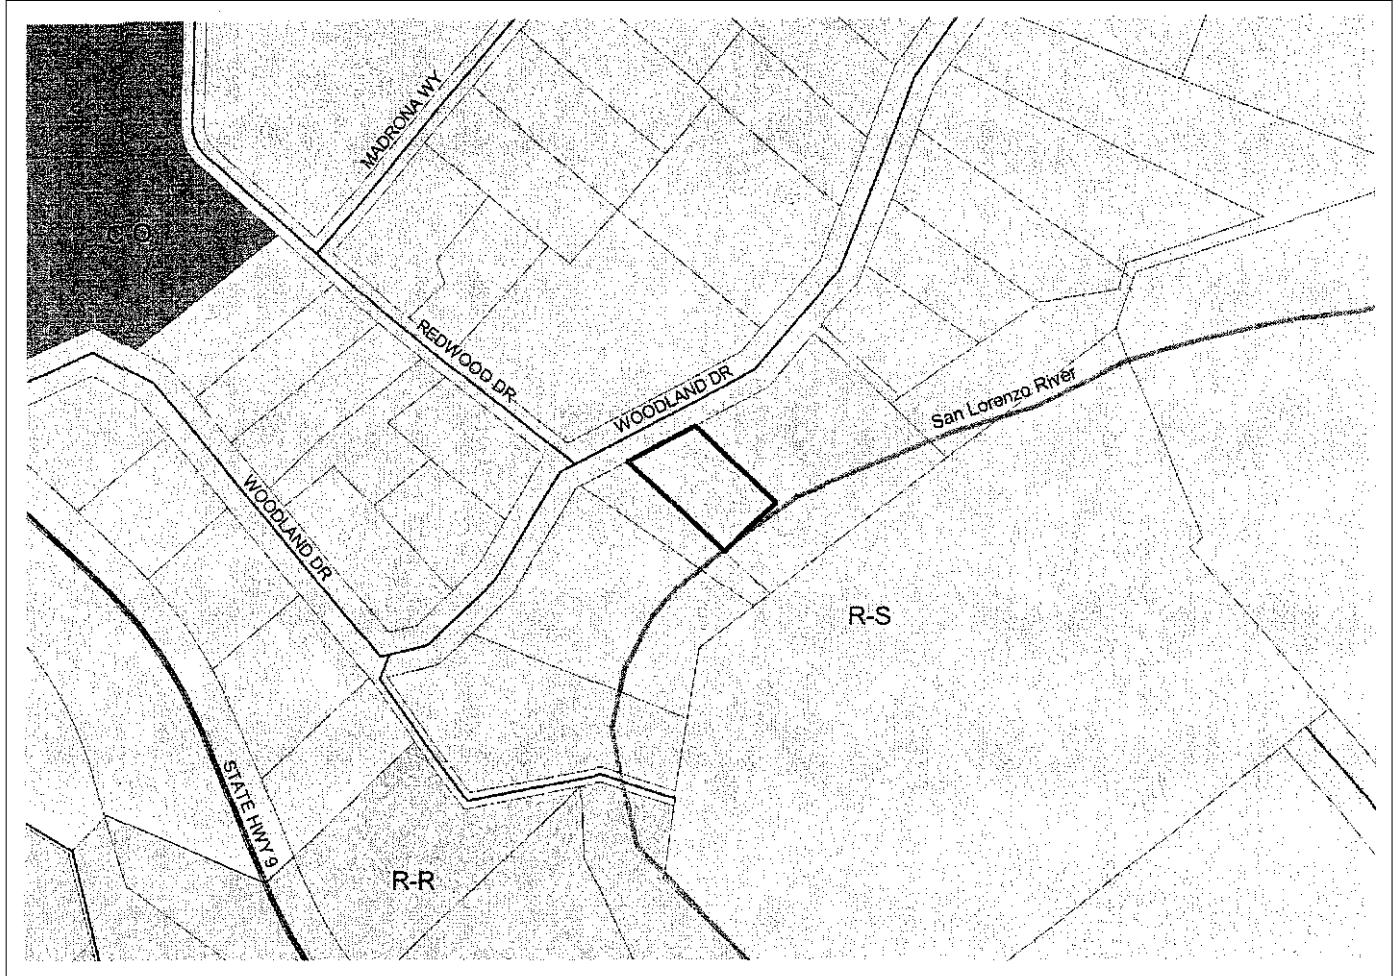 MADRONA WY
REDWOOD DR
WOODLAND DR
San Lorenzo River
WOODLAND DR
R-S
STATE HWY 9
R-R